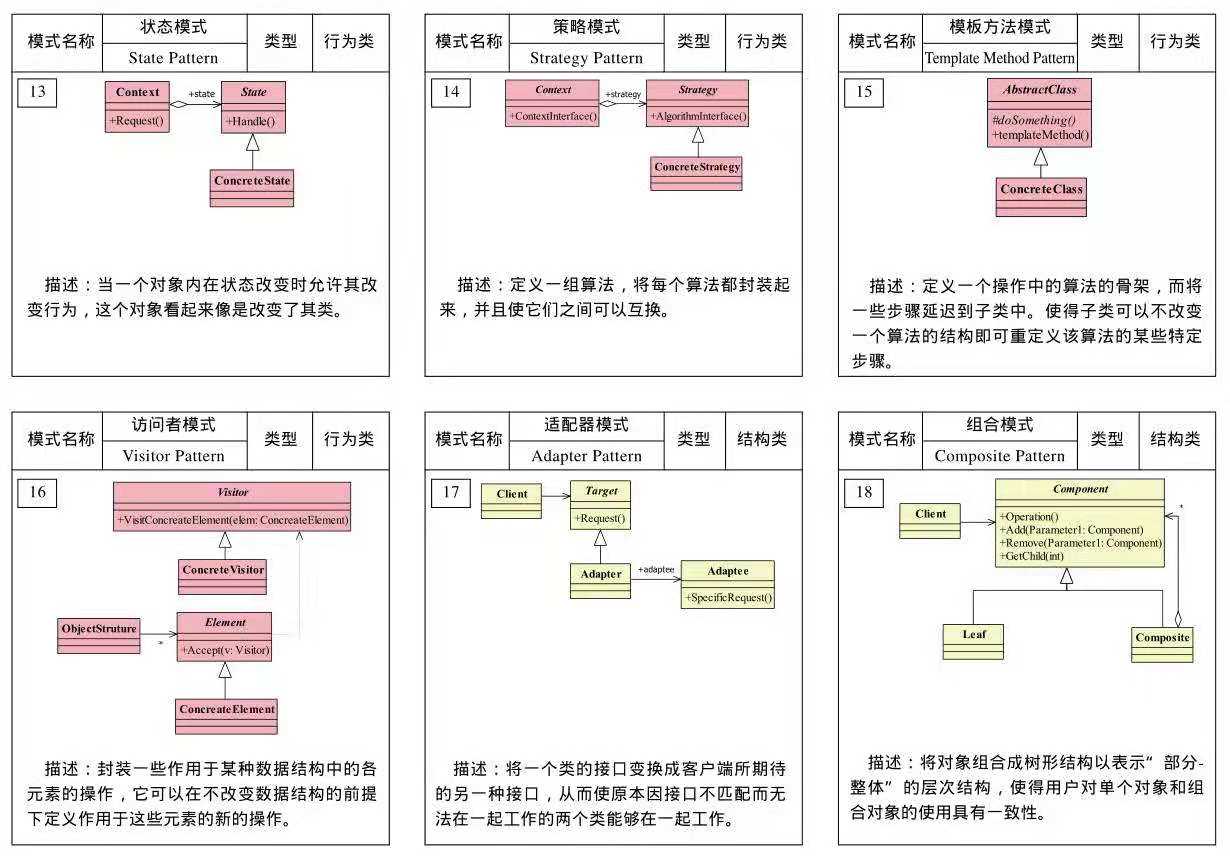 模式名称
状态模式
State Pattern
类型
行为类
13
Context
+Request()
+state
State
+Handle()
ConcreteState
描述：当一个对象内在状态改变时允许其改
变行为，这个对象看起来像是改变了其类。
模式名称
策略模式
Strategy Pattern
类型
行为类
14
Context
+ContextInterface()
+strategy
Strategy
+AlgorithmInterface()
ConcreteStrategy
描述：定义一组算法，将每个算法都封装起
来，并且使它们之间可以互换。
模式名称
模板方法模式
Template Method Pattern
类型
行为类
15
AbstractClass
#doSomething()
+templateMethod()
ConcreteClass
描述：定义一个操作中的算法的骨架，而将
一些步骤延迟到子类中。使得子类可以不改变
一个算法的结构即可重定义该算法的某些特定
步骤。
模式名称
访问者模式
Visitor Pattern
类型
行为类
16
Visitor
+VisitConcreateElement(elem: ConcreateElement)
ConcreteVisitor
ObjectStruture
*
Element
+Accept(v: Visitor)
ConcreateElement
描述：封装一些作用于某种数据结构中的各
元素的操作，它可以在不改变数据结构的前提
下定义作用于这些元素的新的操作。
模式名称
适配器模式
Adapter Pattern
类型
结构类
17
Client
Target
+Request()
Adapter
+adaptee
Adaptee
+SpecificRequest()
描述：将一个类的接口变换成客户端所期待
的另一种接口，从而使原本因接口不匹配而无
法在一起工作的两个类能够在一起工作。
模式名称
组合模式
Composite Pattern
类型
结构类
18
Client
Component
+Operation()
+Add(Parameter1: Component)
+Remove(Parameter1: Component)
+GetChild(int)
*
Leaf
Composite
描述：将对象组合成树形结构以表示“部分-
整体”的层次结构，使得用户对单个对象和组
合对象的使用具有一致性。